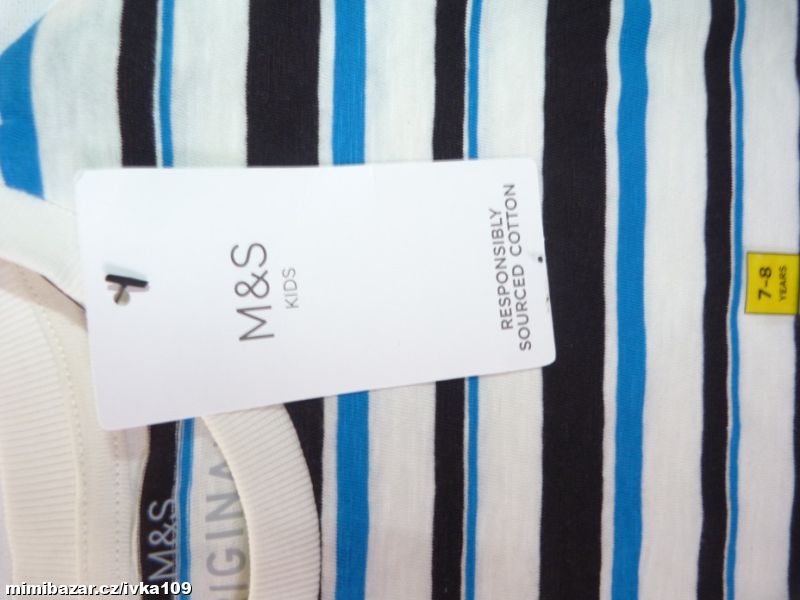 M&S
KIDS
RESPONSIBLY
SOURCED COTTON
7-8
YEARS
M&S
mimibazar.cz/ivka109